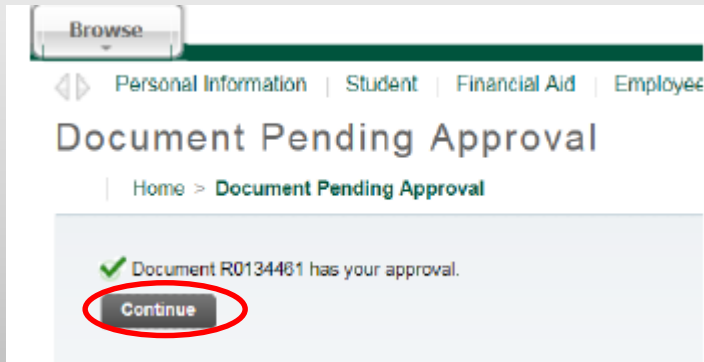 Browse
Personal Information | Student | Financial Aid | Employee
Document Pending Approval
Home > Document Pending Approval
Document R0134461 has your approval.
Continue